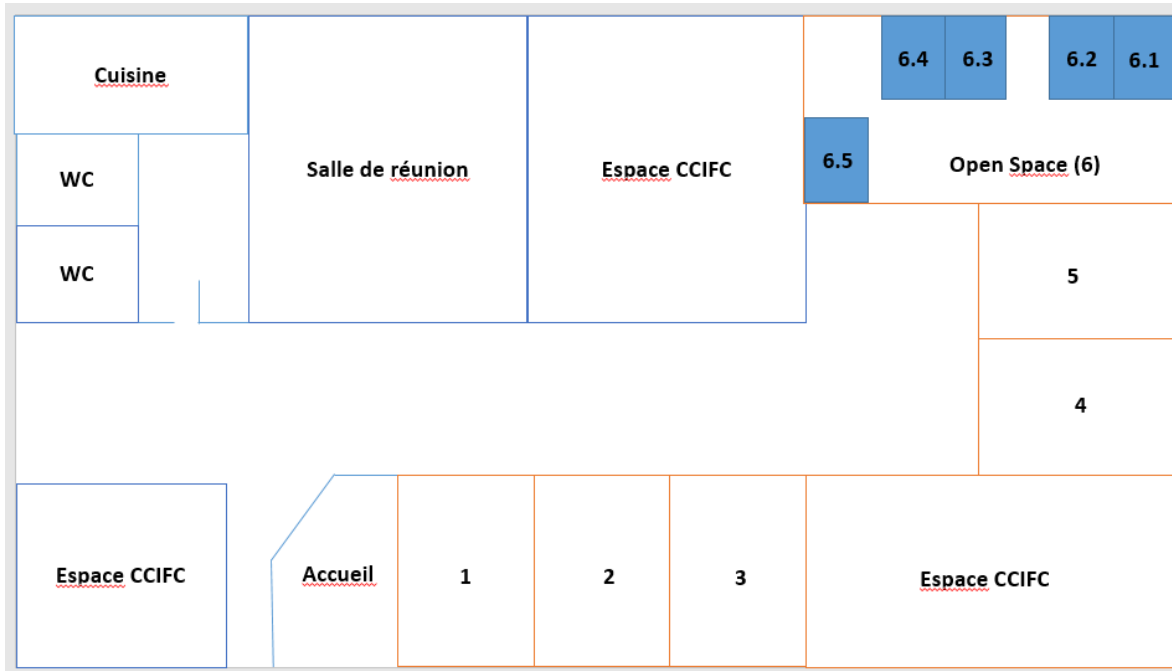 Cuisine
6.4
6.3
6.2
6.1
WC
Salle de réunion
Espace CCIFC
6.5
Open Space (6)
WC
5
4
Espace CCIFC
Accueil
1
2
3
Espace CCIFC